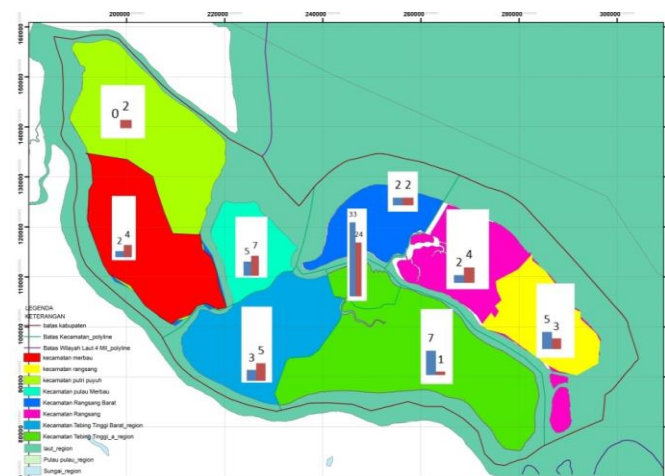 200000 220000 240000 260000 280000 300000
160000
150000
140000
130000
120000
110000
100000
90000
80000
0 2
2 4
5 7
33 24
2 2
2 4
5 3
3 5
7 1
LEGENDA
KETERANGAN
batas kabupaten
Batas Kecamatan_polyline
Batas Wilayah Laut 4 Mil_polyline
kecamatan merbau
kecamatan rangsang
kecamatan putri puyuh
Kecamatan pulau Merbau
Kecamatan Rangsang Barat
Kecamatan Rangsang
Kecamatan Tebing Tinggi Barat_region
Kecamatan Tebing Tinggi_a_region
laut_region
Pulau pulau_region
Sungai_region